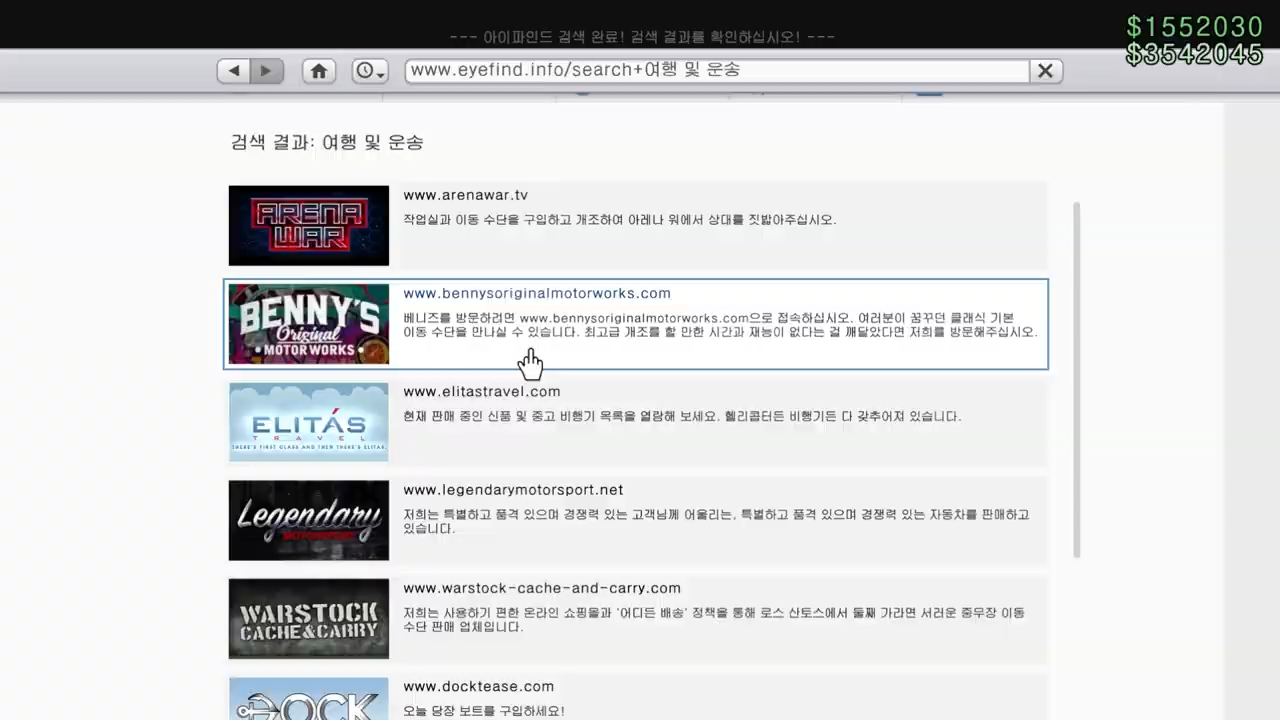 --- 아이파인드 검색 완료! 검색 결과를 확인하십시오! ---
$1552030
$3542045
www.eyefind.info/search+여행 및 운송
검색 결과: 여행 및 운송
ARENA
WAR
www.arenawar.tv
작업실과 이동 수단을 구입하고 개조하여 아레나 위에서 상대를 짓밟아주십시오.
BENNY'S
Original
MOTOR WORKS
www.bennysoriginalmotorworks.com
베니즈를 방문하려면 www.bennysoriginalmotorworks.com으로 접속하십시오. 여러분이 꿈꾸던 클래식 기본
이동 수단을 만나실 수 있습니다. 최고급 개조를 할 만한 시간과 재능이 없다는 걸 깨달았다면 저희를 방문해주십시오.
ELITÁS
TRAVEL
THERE'S FIRST CLASS AND THEN THERE'S ELITAS.
www.elitastravel.com
현재 판매 중인 신품 및 중고 비행기 목록을 열람해 보세요. 헬리콥터든 비행기든 다 갖추어져 있습니다.
Legendary
MOTORSPORT
www.legendarymotorsport.net
저희는 특별하고 품격 있으며 경쟁력 있는 고객님께 어울리는, 특별하고 품격 있으며 경쟁력 있는 자동차를 판매하고
있습니다.
WARSTOCK
CACHE&CARRY
www.warstock-cache-and-carry.com
저희는 사용하기 편한 온라인 쇼핑몰과 '어디든 배송' 정책을 통해 로스 산토스에서 둘째 가라면 서러운 중무장 이동
수단 판매 업체입니다.
DOCK
www.docktease.com
오늘 당장 보트를 구입하세요!